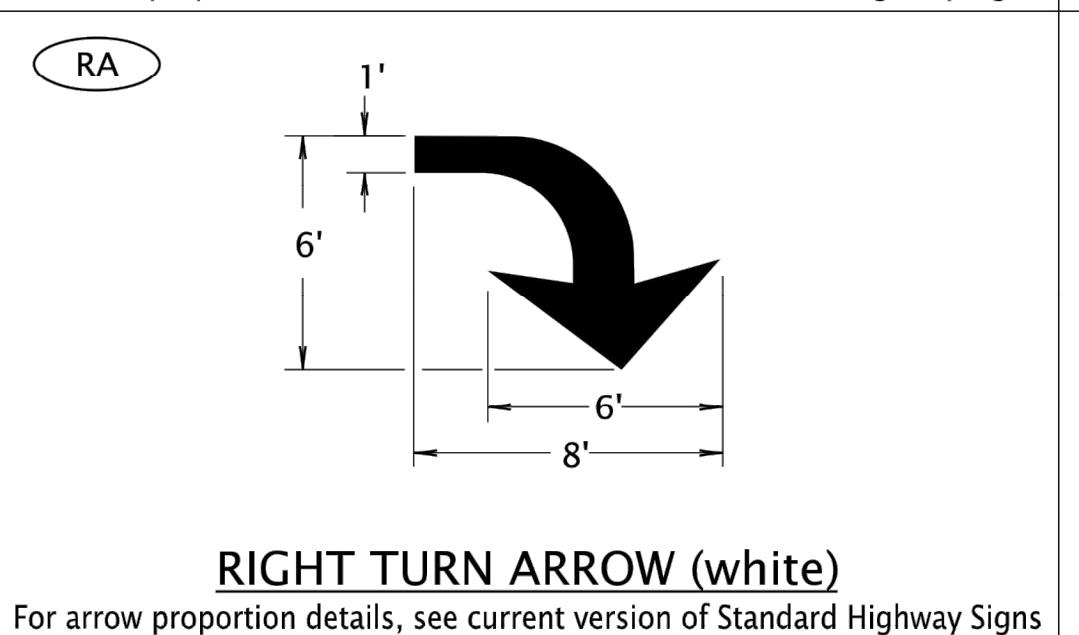 RA
1'
6'
6'
8'
RIGHT TURN ARROW (white)
For arrow proportion details, see current version of Standard Highway Signs